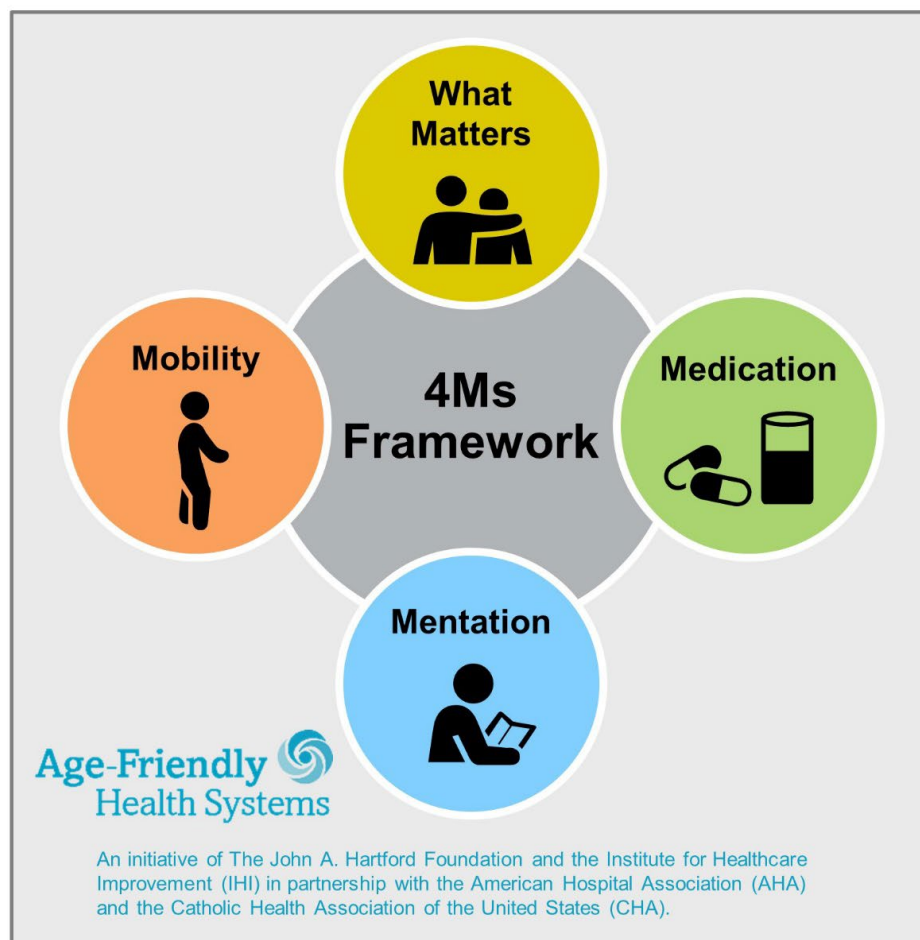 What
Matters
Mobility
4Ms
Framework
Medication
Mentation
Age-Friendly
Health Systems
An initiative of The John A. Hartford Foundation and the Institute for Healthcare
Improvement (IHI) in partnership with the American Hospital Association (AHA)
and the Catholic Health Association of the United States (CHA).